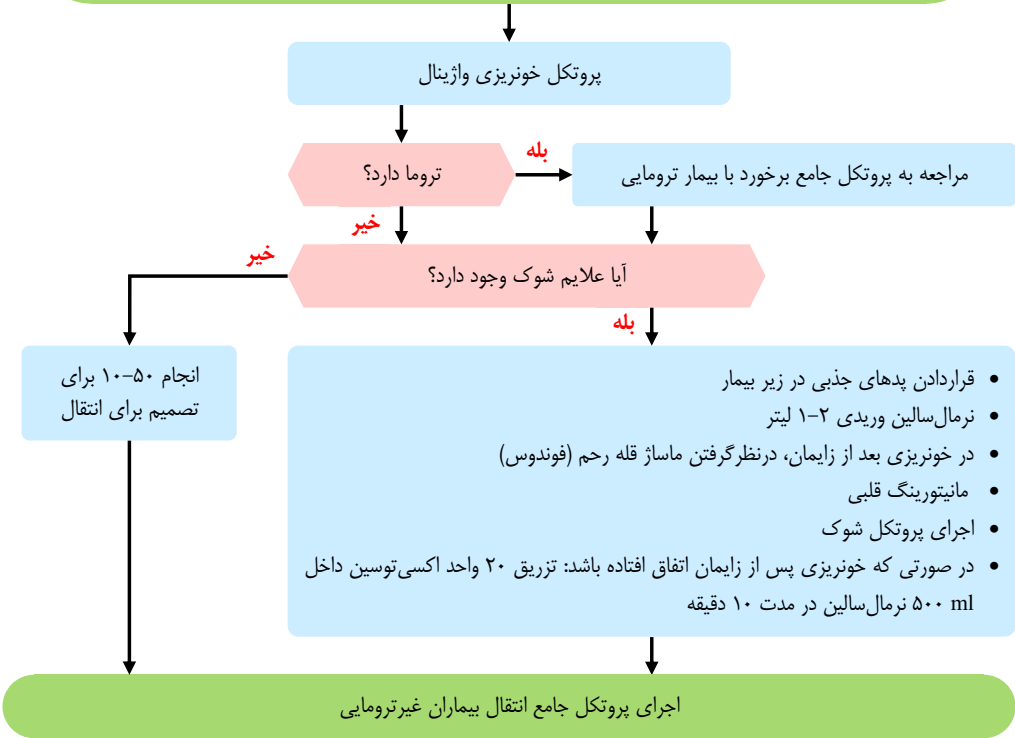 پروتکل خونریزی واژینال
تروما دارد؟
بله
مراجعه به پروتکل جامع برخورد با بیمار ترومایی
خیر
آیا علایم شوک وجود دارد؟
خیر
بله
انجام ۵۰-۱۰ برای
تصمیم برای انتقال
• قراردادن پدهای جذبی در زیر بیمار
• نرمال‌سالین وریدی ۲-۱ لیتر
• در خونریزی بعد از زایمان، درنظرگرفتن ماساژ قله رحم (فوندوس)
• مانیتورینگ قلبی
• اجرای پروتکل شوک
• در صورتی که خونریزی پس از زایمان اتفاق افتاده باشد: تزریق ۲۰ واحد اکسی‌توسین داخل
۵۰۰ ml نرمال‌سالین در مدت ۱۰ دقیقه
اجرای پروتکل جامع انتقال بیماران غیرترومایی